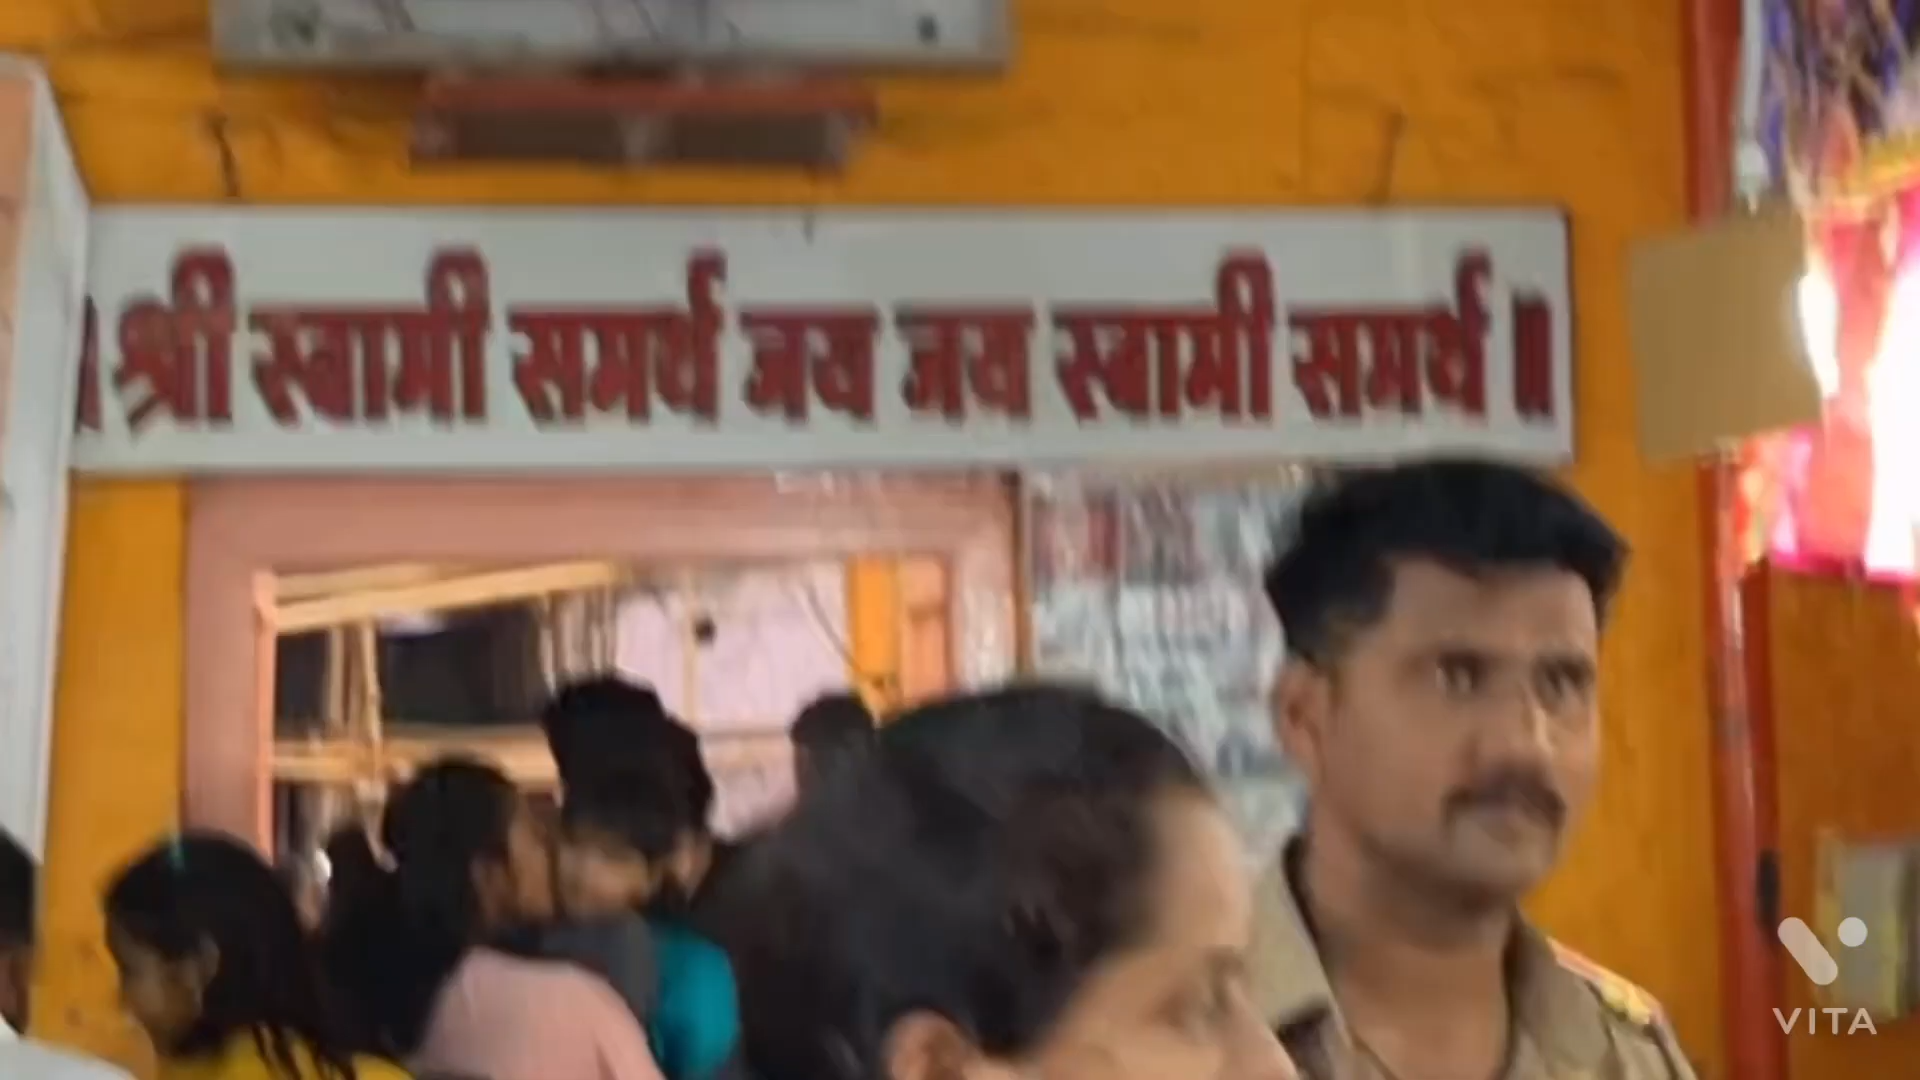 । श्री स्वामी समर्थ जय जय स्वामी समर्थ ॥
VITA